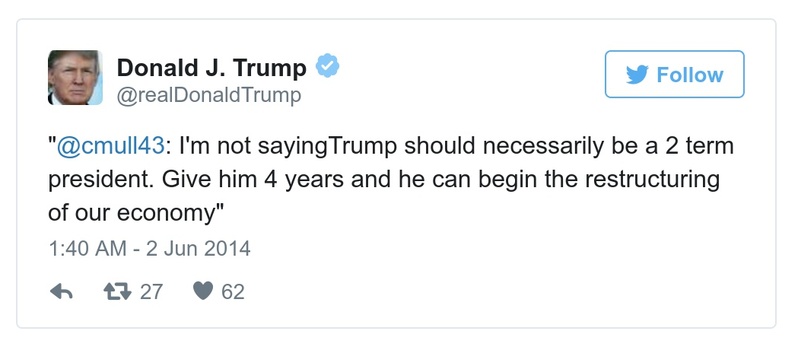 Donald J. Trump
@realDonaldTrump
Follow
"@cmull43: I'm not sayingTrump should necessarily be a 2 term
president. Give him 4 years and he can begin the restructuring
of our economy"
1:40 AM - 2 Jun 2014
27 62